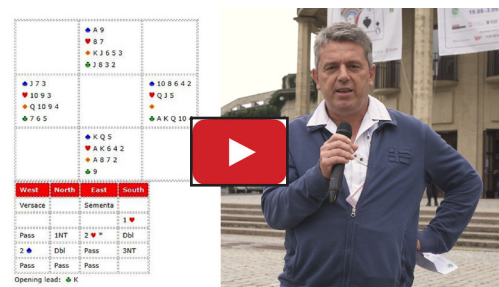 ♠ A 9
♥ 8 7
♦ K J 6 5 3
♣ J 8 3 2
♠ J 7 3
♥ 10 9 3
♦ Q 10 9 4
♣ 7 6 5
♠ 10 8 6 4 2
♥ Q J 5
♦
♣ A K Q 10 4
♠ K Q 5
♥ A K 6 4 2
♦ A 8 7 2
♣ 9
West North East South
Versace Sementa
1 ♥
Pass 1NT 2 ♥ * Dbl
2 ♠ Dbl Pass 3NT
Pass Pass Pass
Opening lead: ♣ K